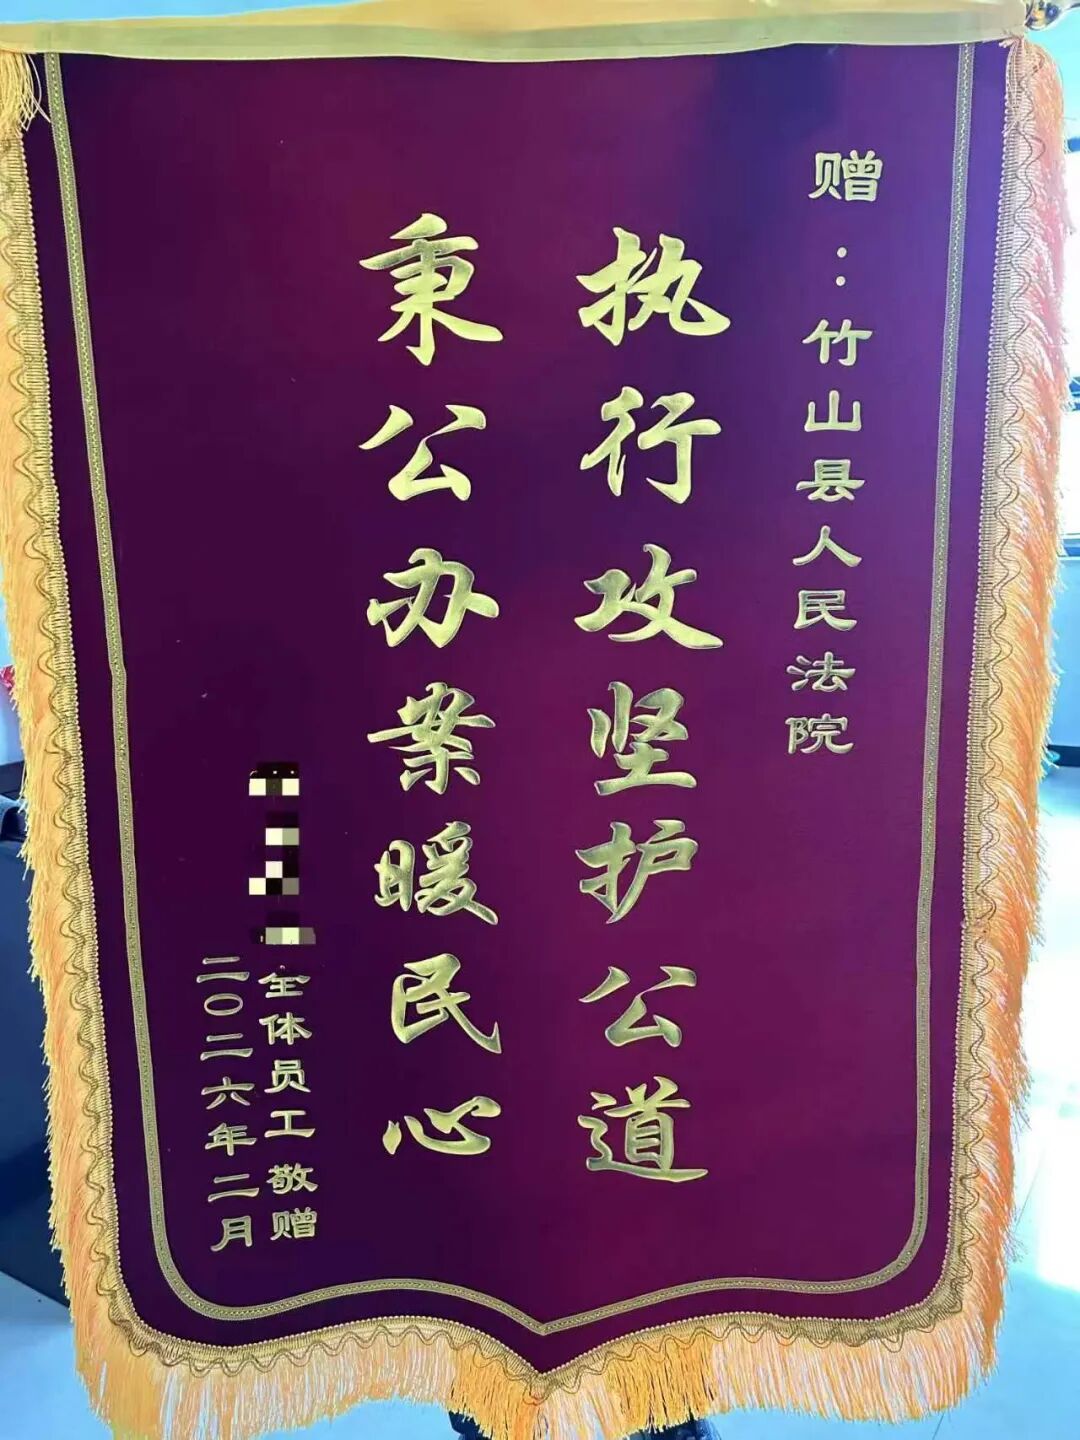 赠：竹山县人民法院
执行攻坚护公道
秉公办案暖民心
全体员工敬赠
二〇二六年二月